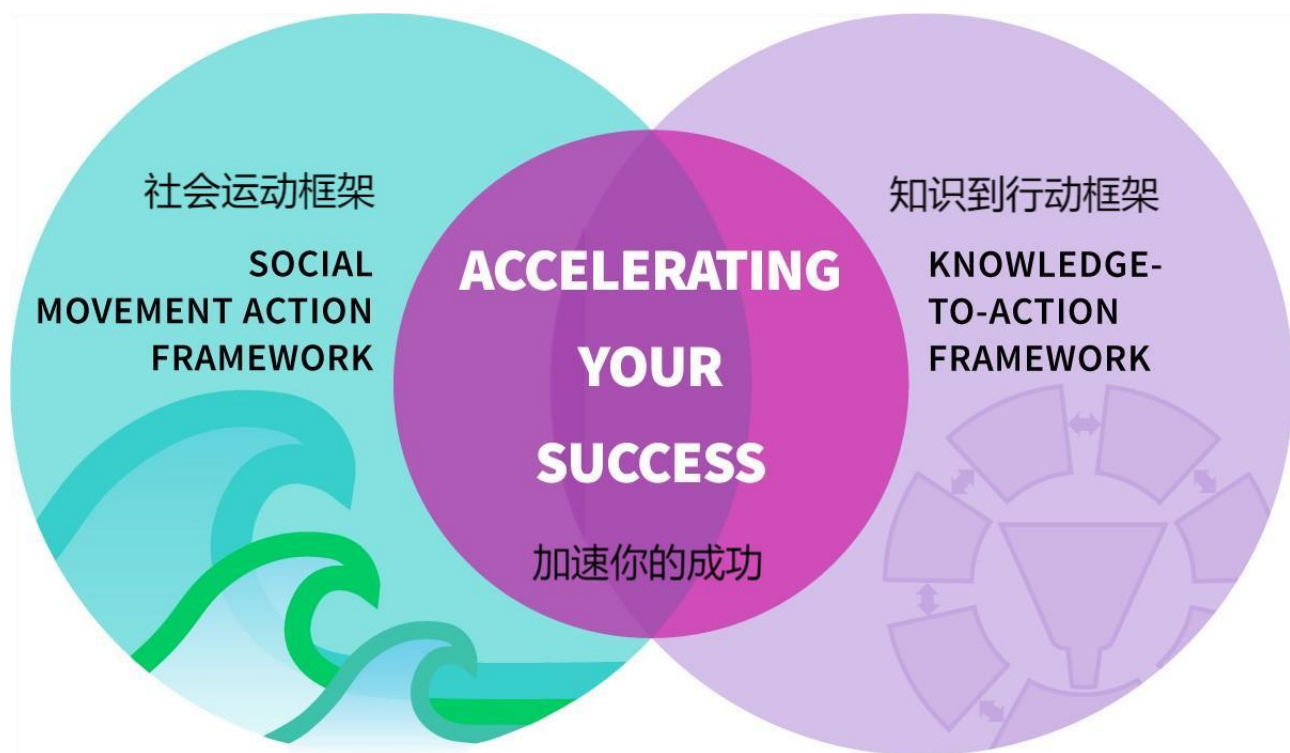 社会运动框架
SOCIAL
MOVEMENT ACTION
FRAMEWORK
ACCELERATING
YOUR
SUCCESS
加速你的成功
知识到行动框架
KNOWLEDGE-
TO-ACTION
FRAMEWORK